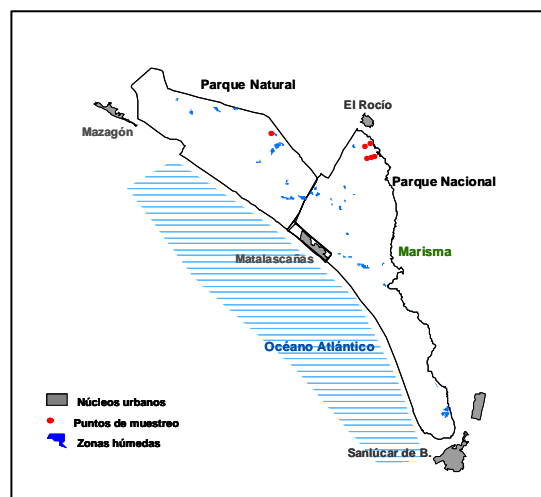 Parque Natural
El Rocío
Mazagón
Parque Nacional
Matalascañas
Marisma
Océano Atlántico
Núcleos urbanos
Puntos de muestreo
Zonas húmedas
Sanlúcar de B.